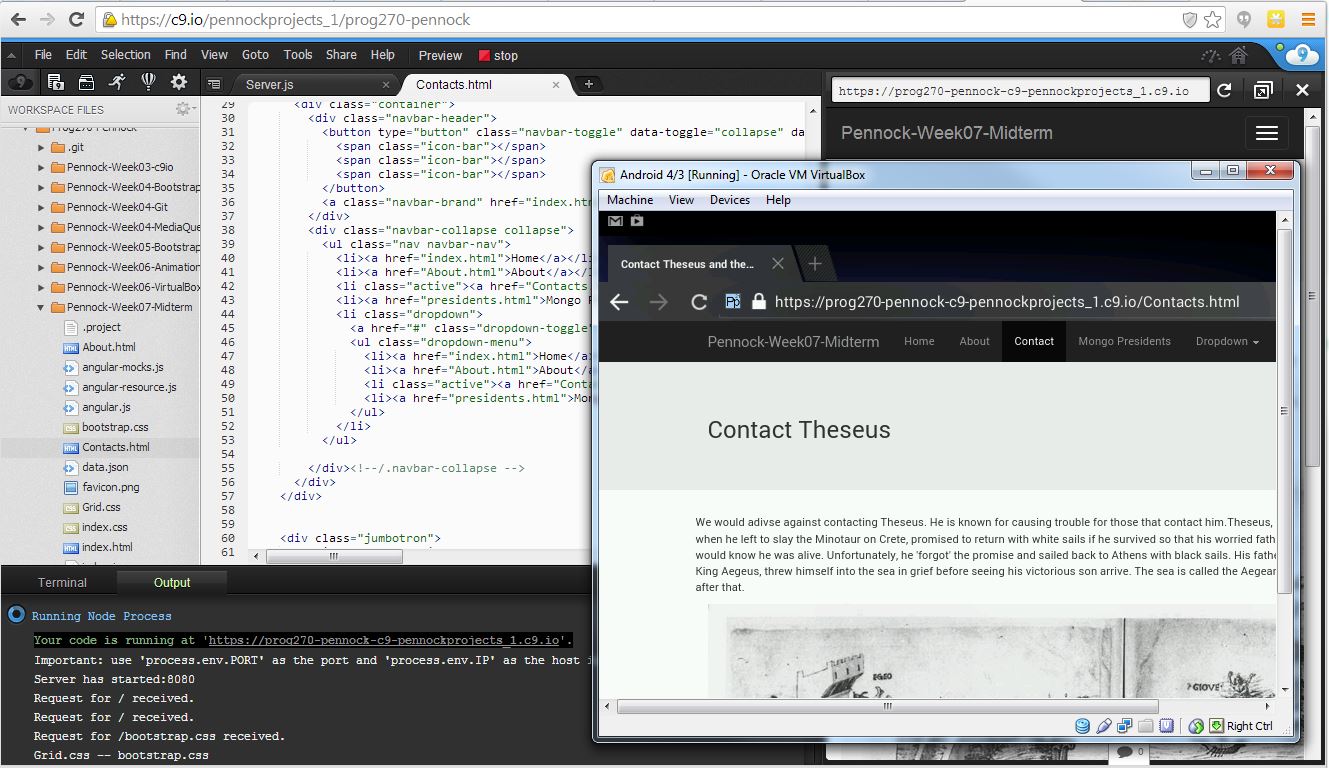 https://c9.io/pennockprojects_1/prog270-pennock
File Edit Selection Find View Goto Tools Share Help Preview stop
9
Server.js
Contacts.html
https://prog270-pennock-c9-pennockprojects_1.c9.io
WORKSPACE FILES
Prog270-Pennock
.git
Pennock-Week03-c9io
Pennock-Week04-Bootstrap
Pennock-Week04-Git
Pennock-Week04-MediaQue
Pennock-Week05-Bootstrap
Pennock-Week06-Animation
Pennock-Week06-VirtualBox
Pennock-Week07-Midterm
.project
About.html
angular-mocks.js
angular-resource.js
angular.js
bootstrap.css
Contacts.html
data.json
favicon.png
Grid.css
index.css
index.html
29 <div class="container">
30 <div class="navbar-header">
31 <button type="button" class="navbar-toggle" data-toggle="collapse" da
32 <span class="icon-bar"></span>
33 <span class="icon-bar"></span>
34 <span class="icon-bar"></span>
35 </button>
36 <a class="navbar-brand" href="index.htm
37 </div>
38 <div class="navbar-collapse collapse">
39 <ul class="nav navbar-nav">
40 <li><a href="index.html">Home</a></li
41 <li><a href="About.html">About</a></l
42 <li class="active"><a href="Contacts.
43 <li><a href="presidents.html">Mongo P
44 <li class="dropdown">
45 <a href="#" class="dropdown-toggle"
46 <ul class="dropdown-menu">
47 <li><a href="index.html">Home</a>
48 <li><a href="About.html">About</a
49 <li class="active"><a href="Conta
50 <li><a href="presidents.html">Mon
51 </ul>
52 </li>
53 </ul>
54
55 </div><!--/.navbar-collapse -->
56 </div>
57 </div>
58
59
60 <div class="jumbotron">
61
Pennock-Week07-Midterm
Android 4/3 [Running] - Oracle VM VirtualBox
Machine View Devices Help
Contact Theseus and the...
https://prog270-pennock-c9-pennockprojects_1.c9.io/Contacts.html
Pennock-Week07-Midterm Home About Contact Mongo Presidents Dropdown
Contact Theseus
We would adivse against contacting Theseus. He is known for causing trouble for those that contact him.Theseus,
when he left to slay the Minotaur on Crete, promised to return with white sails if he survived so that his worried fath
would know he was alive. Unfortunately, he 'forgot' the promise and sailed back to Athens with black sails. His fathe
King Aegeus, threw himself into the sea in grief before seeing his victorious son arrive. The sea is called the Aegear
after that.
EGEO
? GIOVE
Right Ctrl
0
Terminal
Output
Running Node Process
Your code is running at 'https://prog270-pennock-c9-pennockprojects_1.c9.io'.
Important: use 'process.env.PORT' as the port and 'process.env.IP' as the host i
Server has started:8080
Request for / received.
Request for / received.
Request for /bootstrap.css received.
Grid.css -- bootstrap.css